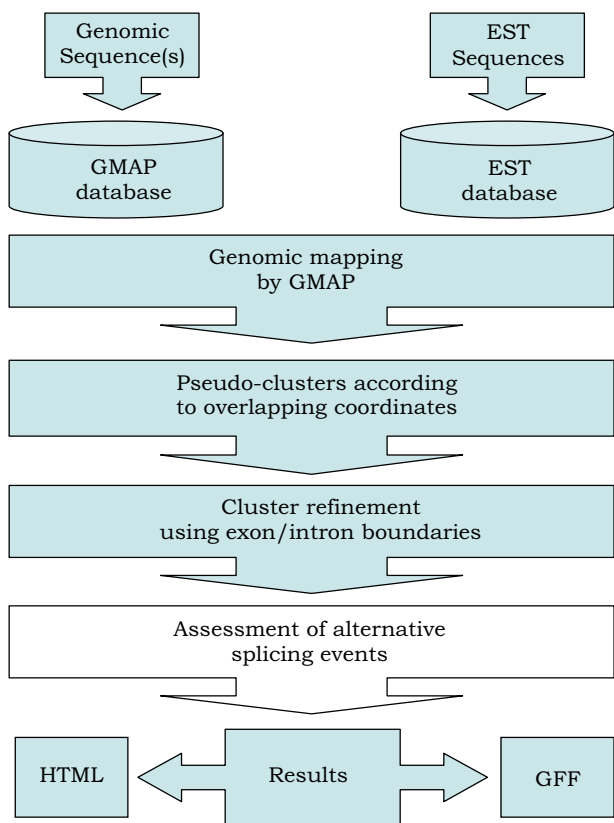 Genomic
Sequence(s)
EST
Sequences
GMAP
database
EST
database
Genomic mapping
by GMAP
Pseudo-clusters according
to overlapping coordinates
Cluster refinement
using exon/intron boundaries
Assessment of alternative
splicing events
HTML
Results
GFF